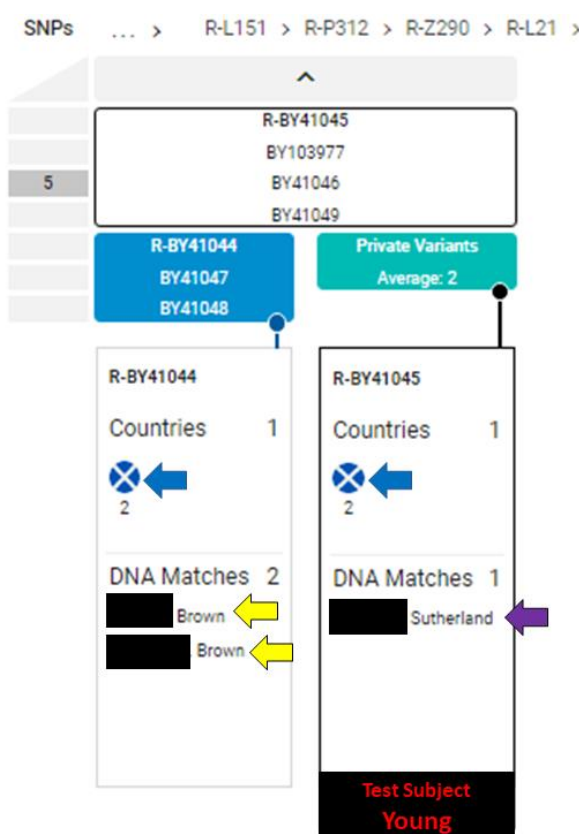 SNPs ... > R-L151 > R-P312 > R-Z290 > R-L21 >
R-BY41045
BY103977
5 BY41046
BY41049
R-BY41044 Private Variants
BY41047 Average: 2
BY41048
R-BY41044 R-BY41045
Countries 1 Countries 1
2 2
DNA Matches 2 DNA Matches 1
Brown Sutherland
Brown
Test Subject
Young